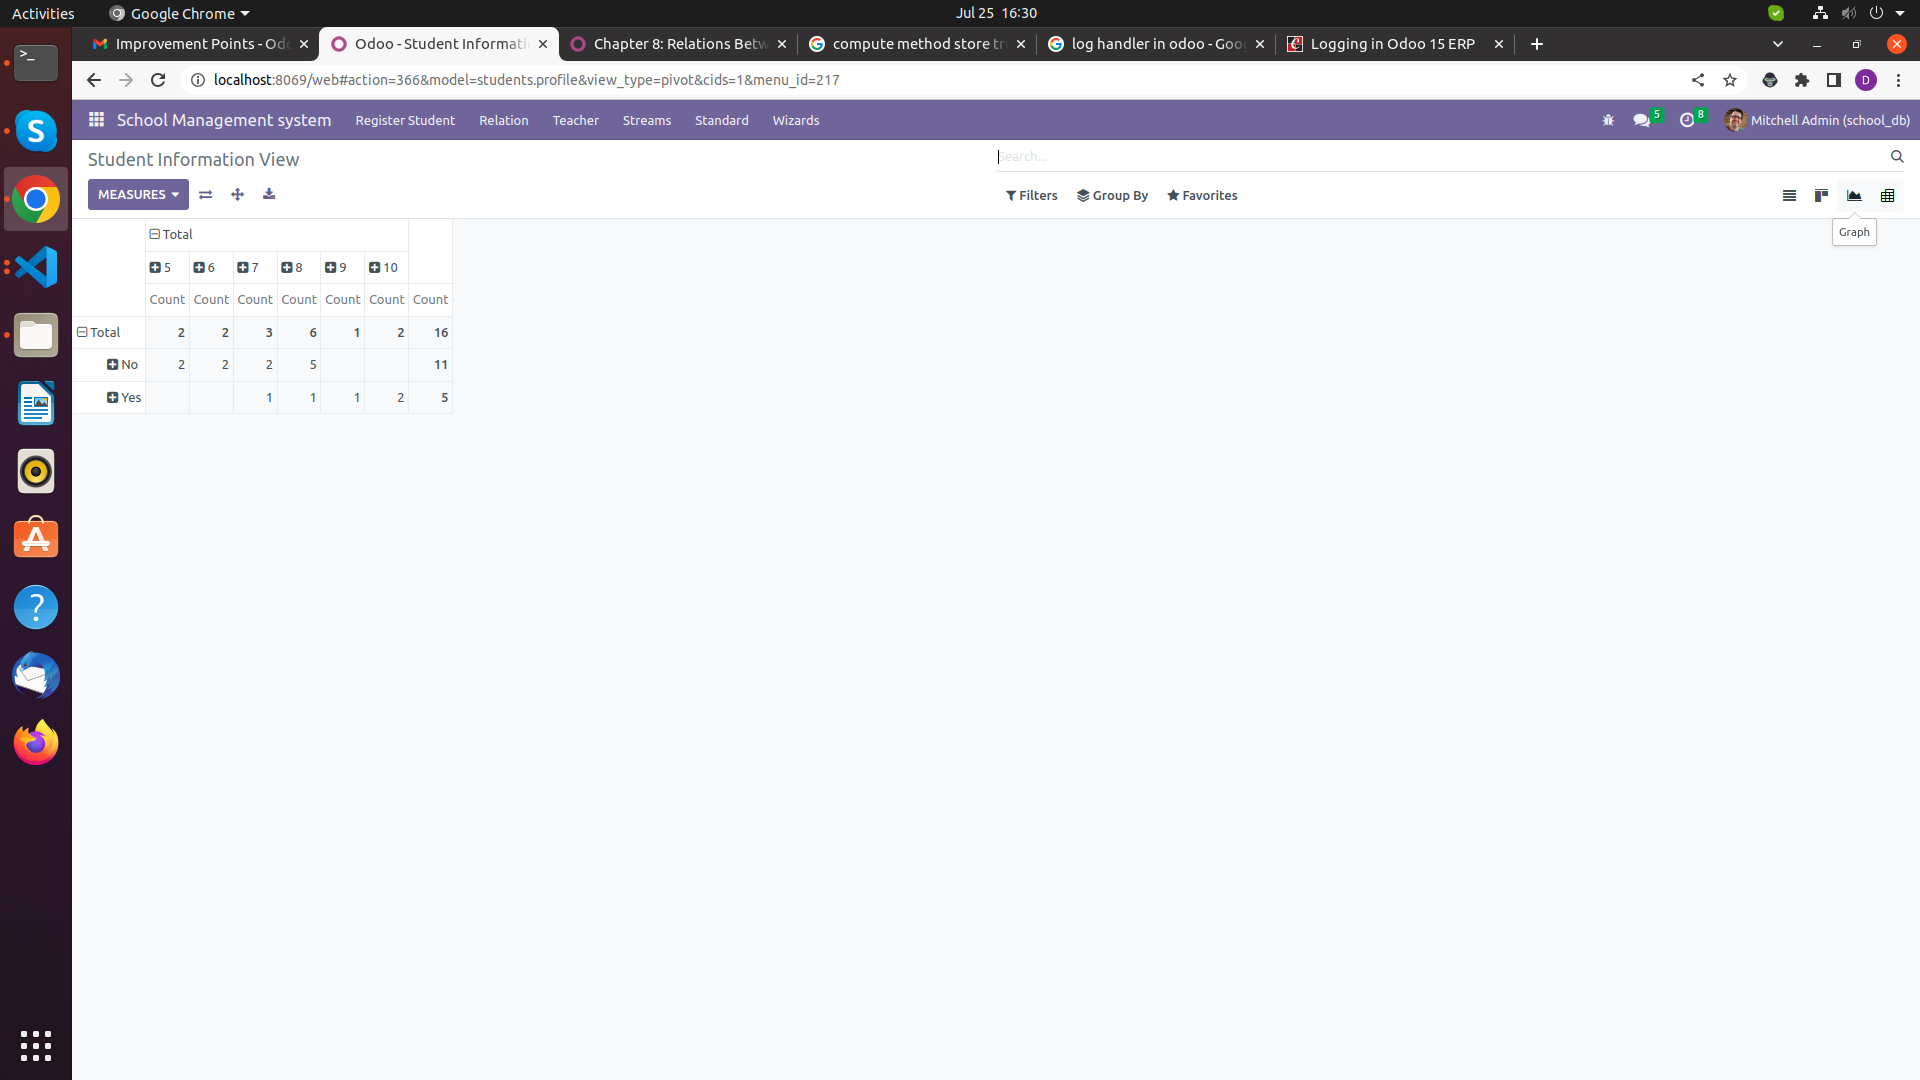 Activities
Google Chrome
Jul 25 16:30
Improvement Points - Od
Odoo - Student Informati
Chapter 8: Relations Betw
compute method store tr
log handler in odoo - Goo
Logging in Odoo 15 ERP
localhost:8069/web#action=366&model=students.profile&view_type=pivot&cids=1&menu_id=217
D
School Management system
Register Student
Relation
Teacher
Streams
Standard
Wizards
5
8
Mitchell Admin (school_db)
Student Information View
Search...
MEASURES
Filters
Group By
Favorites
Graph
Total
5 6 7 8 9 10
Count Count Count Count Count Count Count
Total 2 2 3 6 1 2 16
No 2 2 2 5 11
Yes 1 1 1 2 5